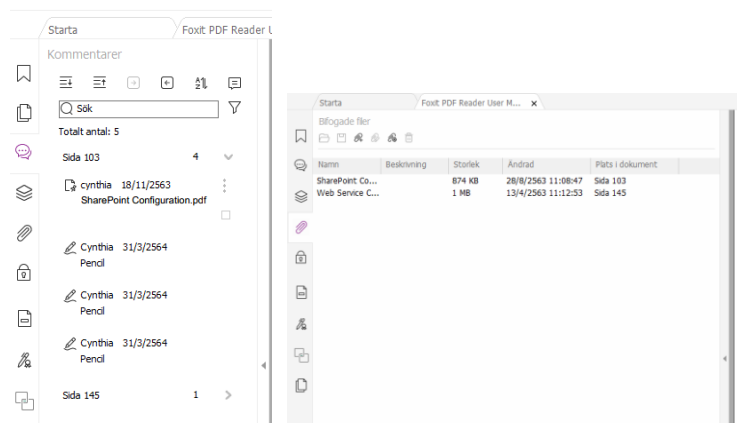 Starta
Foxit PDF Reader U
Kommentarer
Sök
Totalt antal: 5
Sida 103 4
cynthia 18/11/2563
SharePoint Configuration.pdf
Cynthia 31/3/2564
Pencil
Cynthia 31/3/2564
Pencil
Cynthia 31/3/2564
Pencil
Sida 145 1
Starta
Foxit PDF Reader User M... x
Bifogade filer
Namn Beskrivning Storlek Ändrad Plats i dokument
SharePoint Co... 874 KB 28/8/2563 11:08:47 Sida 103
Web Service C... 1 MB 13/4/2563 11:12:53 Sida 145